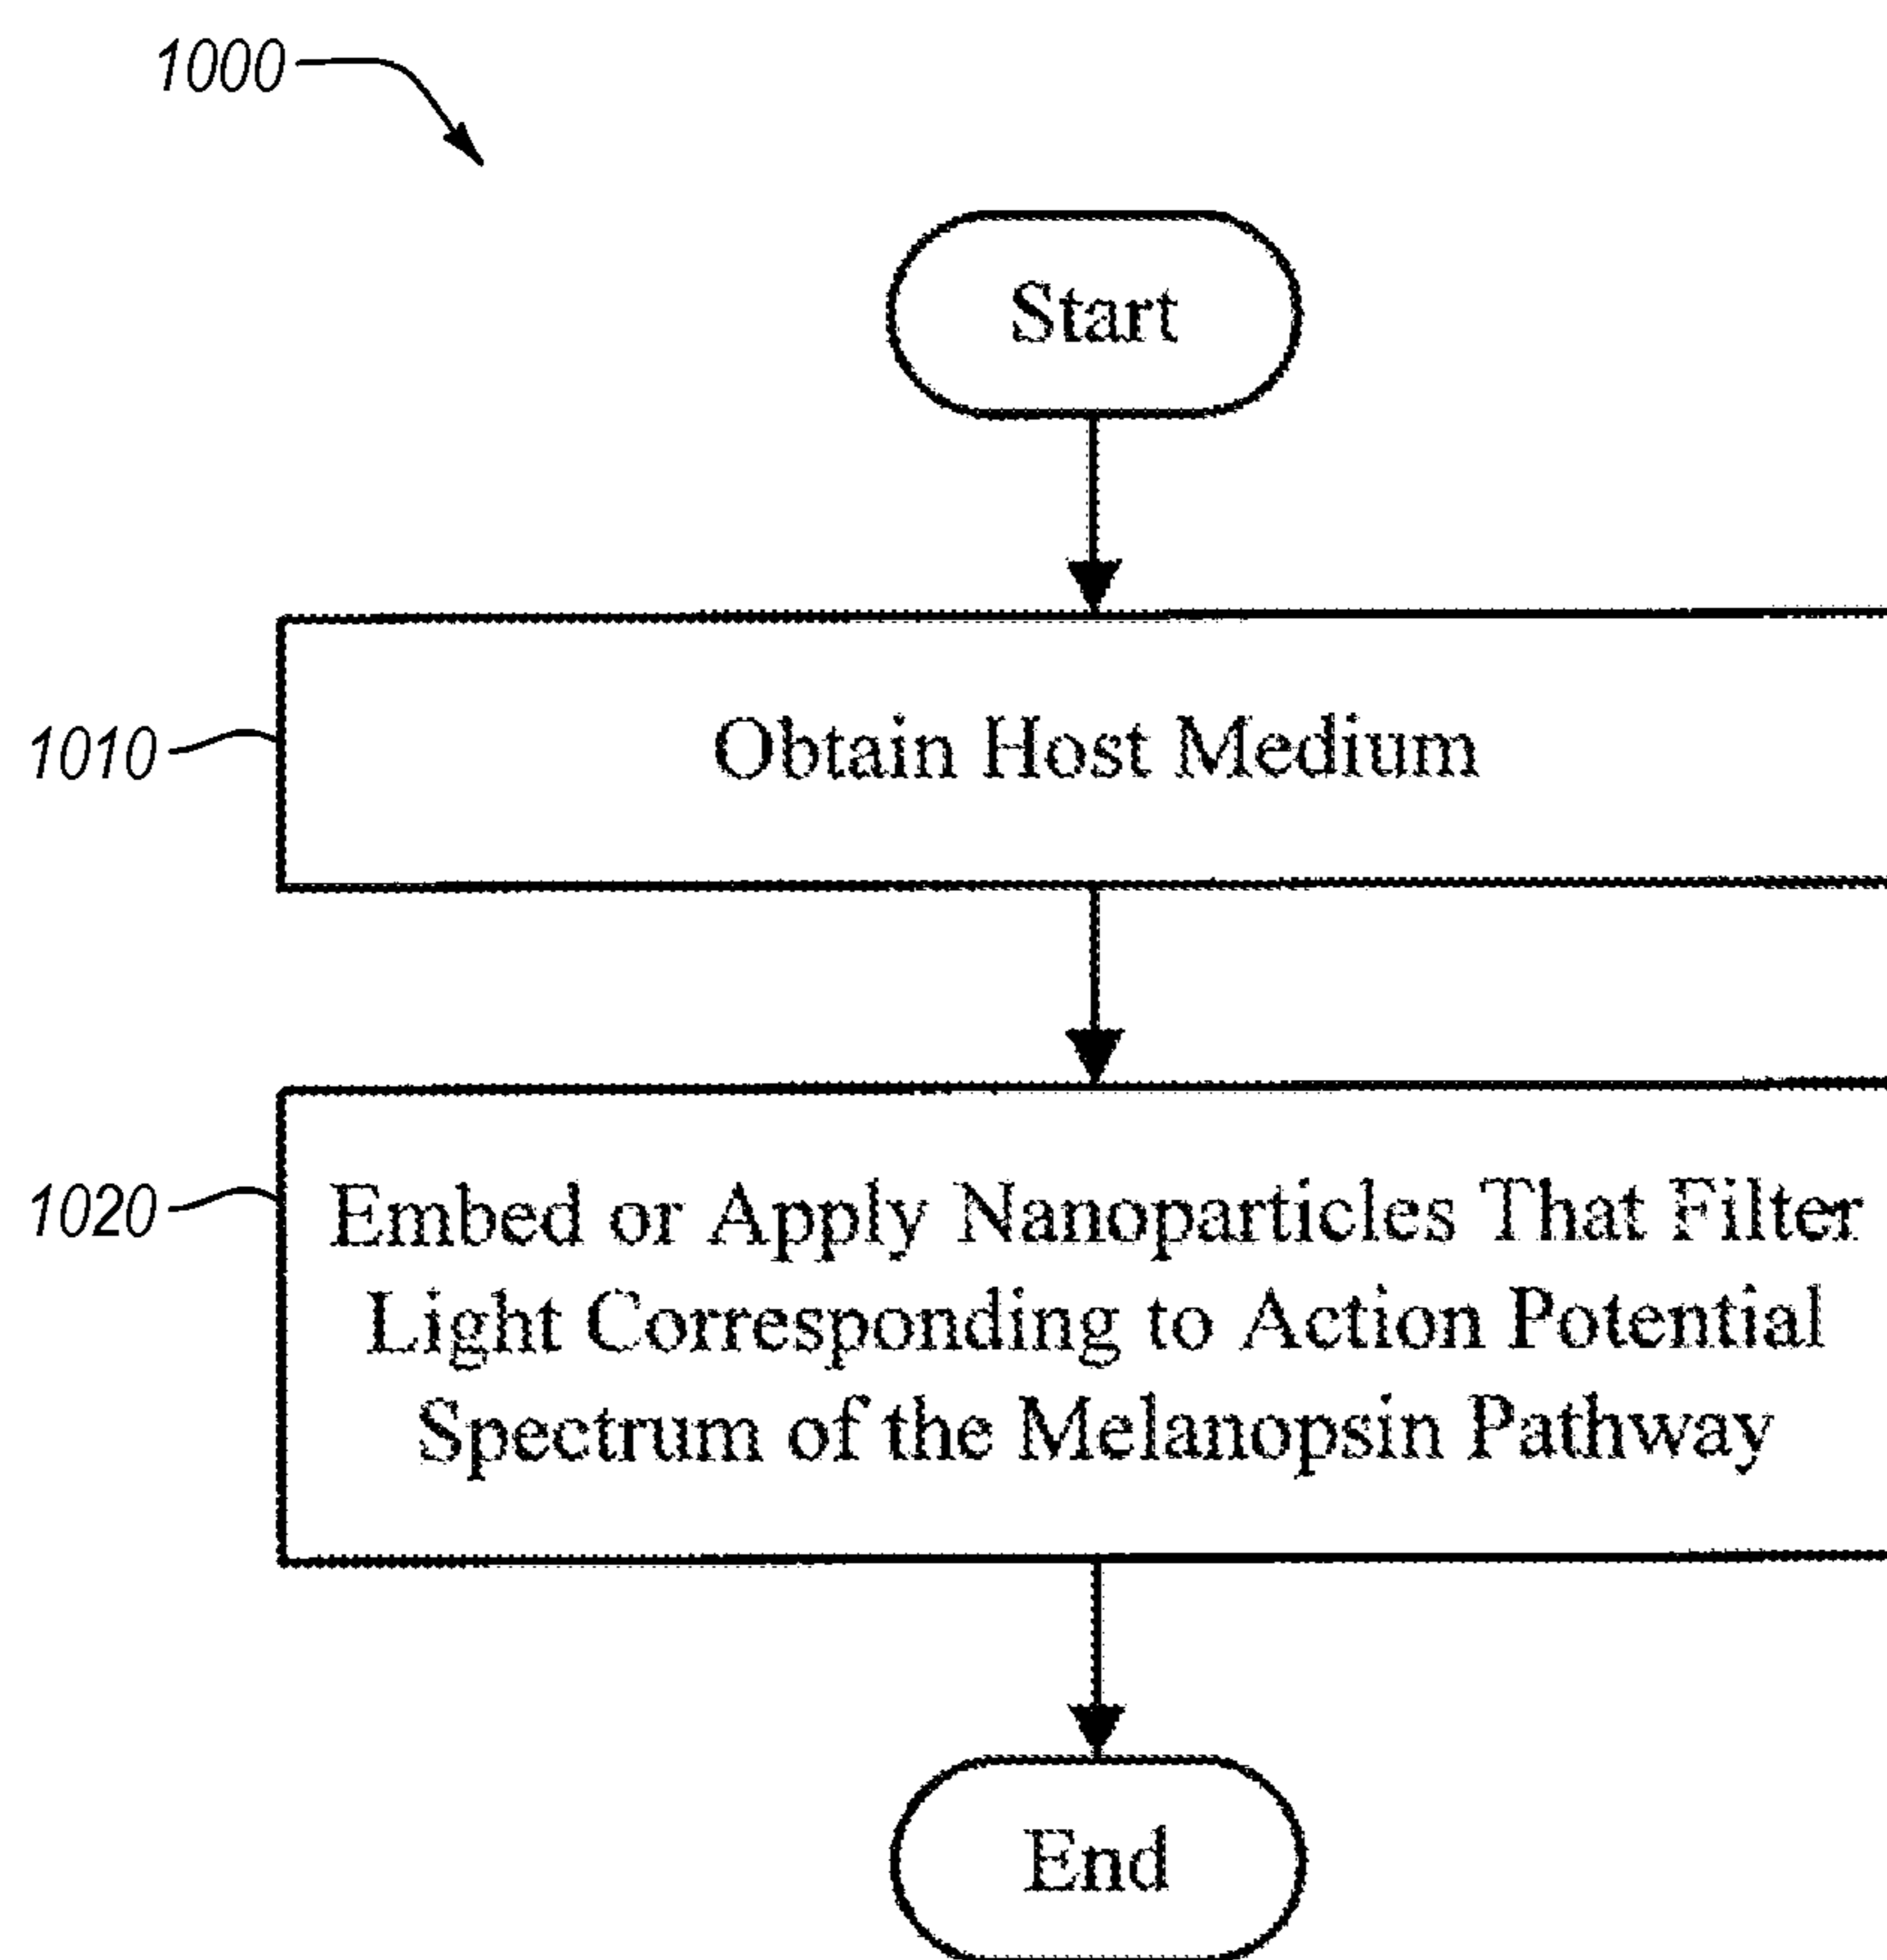 1000
Start
1010
Obtain Host Medium
1020
Embed or Apply Nanoparticles That Filter
Light Corresponding to Action Potential
Spectrum of the Melanopsin Pathway
End